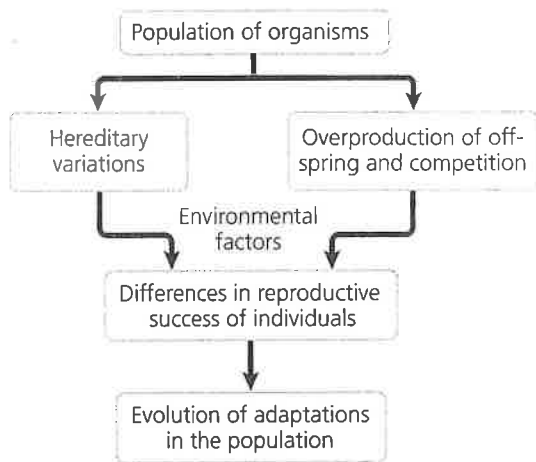 Population of organisms
Hereditary
variations
Overproduction of off-
spring and competition
Environmental
factors
Differences in reproductive
success of individuals
Evolution of adaptations
in the population